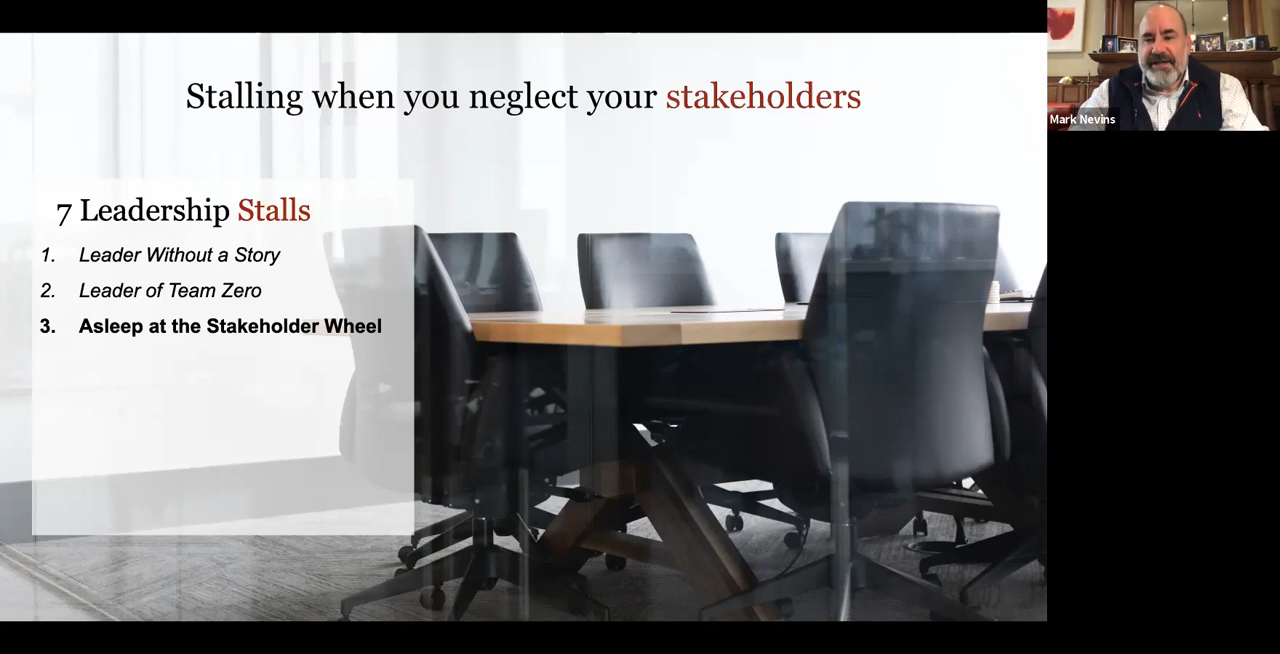 Stalling when you neglect your stakeholders
7 Leadership Stalls
1. Leader Without a Story
2. Leader of Team Zero
3. Asleep at the Stakeholder Wheel
Mark Nevins